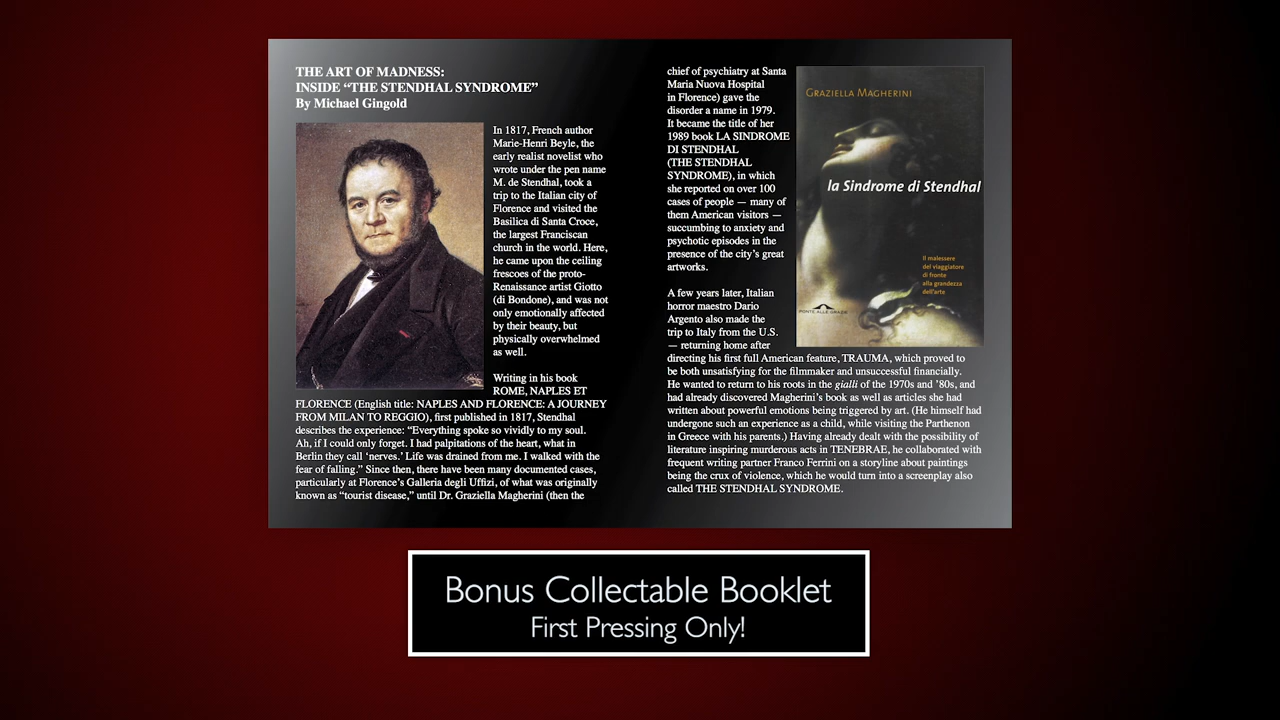 THE ART OF MADNESS:
INSIDE “THE STENDHAL SYNDROME”
By Michael Gingold
In 1817, French author
Marie-Henri Beyle, the
early realist novelist who
wrote under the pen name
M. de Stendhal, took a
trip to the Italian city of
Florence and visited the
Basilica di Santa Croce,
the largest Franciscan
church in the world. Here,
he came upon the ceiling
frescoes of the proto-
Renaissance artist Giotto
(di Bondone), and was not
only emotionally affected
by their beauty, but
physically overwhelmed
as well.
Writing in his book
ROME, NAPLES ET
FLORENCE (English title: NAPLES AND FLORENCE: A JOURNEY
FROM MILAN TO REGGIO), first published in 1817, Stendhal
describes the experience: “Everything spoke so vividly to my soul.
Ah, if I could only forget. I had palpitations of the heart, what in
Berlin they call ‘nerves.’ Life was drained from me. I walked with the
fear of falling.” Since then, there have been many documented cases,
particularly at Florence’s Galleria degli Uffizi, of what was originally
known as “tourist disease,” until Dr. Graziella Magherini (then the
chief of psychiatry at Santa
Maria Nuova Hospital
in Florence) gave the
disorder a name in 1979.
It became the title of her
1989 book LA SINDROME
DI STENDHAL
(THE STENDHAL
SYNDROME), in which
she reported on over 100
cases of people — many of
them American visitors —
succumbing to anxiety and
psychotic episodes in the
presence of the city’s great
artworks.
A few years later, Italian
horror maestro Dario
Argento also made the
trip to Italy from the U.S.
— returning home after
directing his first full American feature, TRAUMA, which proved to
be both unsatisfying for the filmmaker and unsuccessful financially.
He wanted to return to his roots in the gialli of the 1970s and ’80s, and
had already discovered Magherini’s book as well as articles she had
written about powerful emotions being triggered by art. (He himself had
undergone such an experience as a child, while visiting the Parthenon
in Greece with his parents.) Having already dealt with the possibility of
literature inspiring murderous acts in TENEBRAE, he collaborated with
frequent writing partner Franco Ferrini on a storyline about paintings
being the crux of violence, which he would turn into a screenplay also
called THE STENDHAL SYNDROME.
GRAZIELLA MAGHERINI
la Sindrome di Stendhal
Il malessere
del viaggiatore
di fronte
alla grandezza
dell'arte
PONTE ALLE GRAZIE
Bonus Collectable Booklet
First Pressing Only!